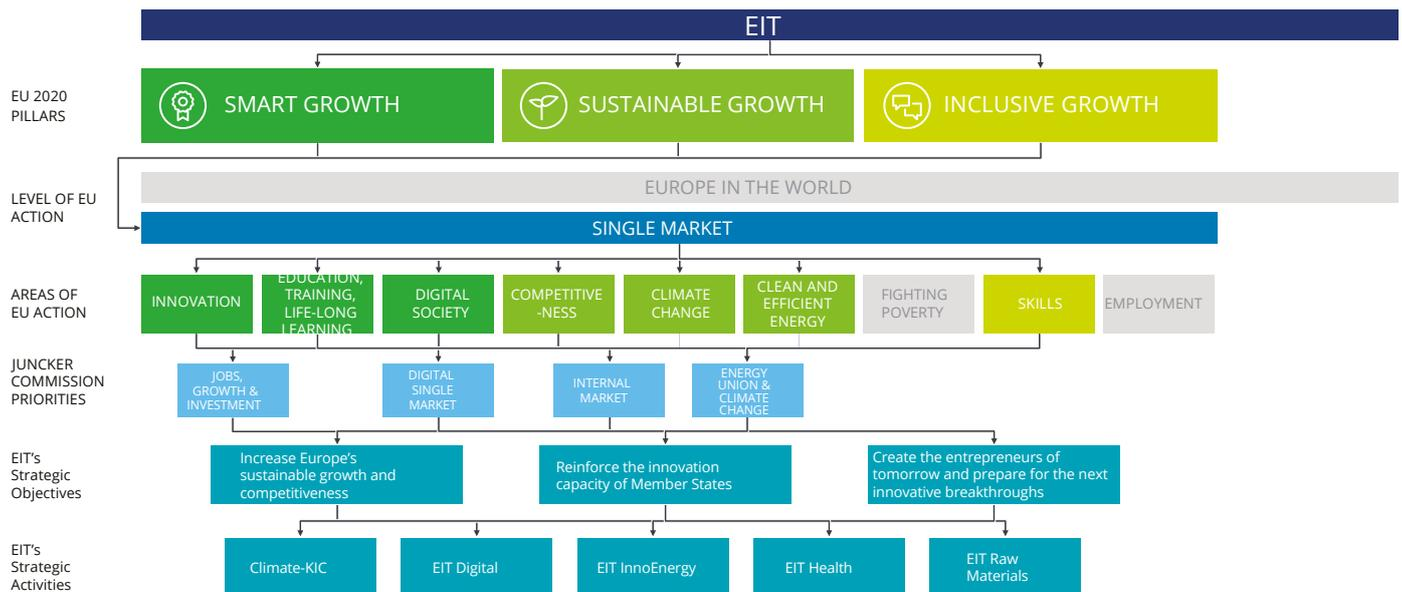 EIT
EU 2020
PILLARS
SMART GROWTH
SUSTAINABLE GROWTH
INCLUSIVE GROWTH
LEVEL OF EU
ACTION
EUROPE IN THE WORLD
SINGLE MARKET
AREAS OF
EU ACTION
INNOVATION
EDUCATION,
TRAINING,
LIFE-LONG
LEARNING
DIGITAL
SOCIETY
COMPETITIVE
-NESS
CLIMATE
CHANGE
CLEAN AND
EFFICIENT
ENERGY
FIGHTING
POVERTY
SKILLS
EMPLOYMENT
JUNCKER
COMMISSION
PRIORITIES
JOBS,
GROWTH &
INVESTMENT
DIGITAL
SINGLE
MARKET
INTERNAL
MARKET
ENERGY
UNION &
CLIMATE
CHANGE
EIT’s
Strategic
Objectives
Increase Europe’s
sustainable growth and
competitiveness
Reinforce the innovation
capacity of Member States
Create the entrepreneurs of
tomorrow and prepare for the next
innovative breakthroughs
EIT’s
Strategic
Activities
Climate-KIC
EIT Digital
EIT InnoEnergy
EIT Health
EIT Raw
Materials